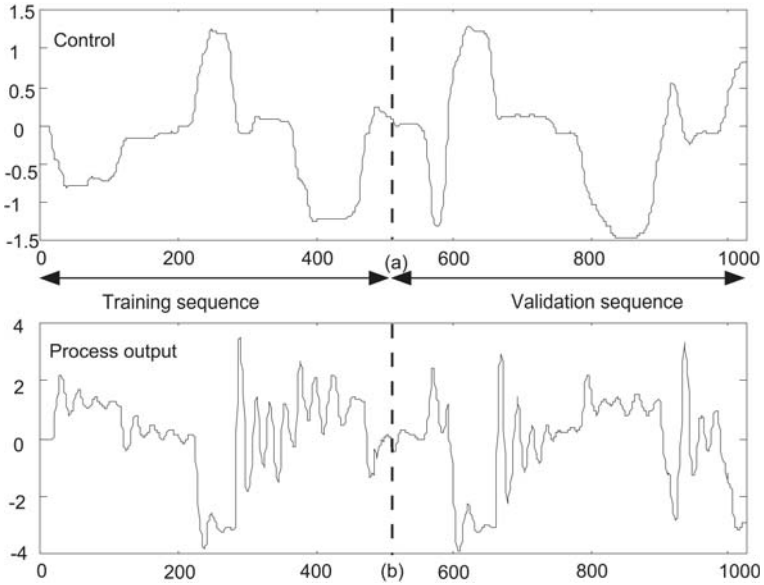 1.5
Control
1
0.5
0
-0.5
-1
-1.5
0 200 400 (a) 600 800 1000
Training sequence Validation sequence
4
Process output
2
0
-2
-4
0 200 400 (b) 600 800 1000